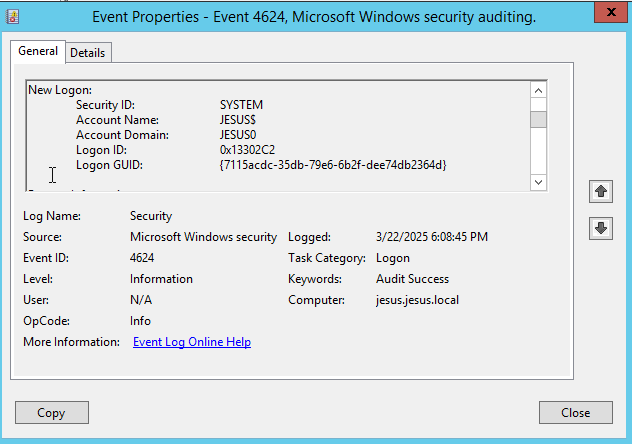 Event Properties - Event 4624, Microsoft Windows security auditing.
x
General Details
New Logon:
Security ID: SYSTEM
Account Name: JESUS$
Account Domain: JESUS0
Logon ID: 0x13302C2
Logon GUID: {7115acdc-35db-79e6-6b2f-dee74db2364d}
Log Name: Security
Source: Microsoft Windows security Logged: 3/22/2025 6:08:45 PM
Event ID: 4624 Task Category: Logon
Level: Information Keywords: Audit Success
User: N/A Computer: jesus.jesus.local
OpCode: Info
More Information: Event Log Online Help
Copy Close